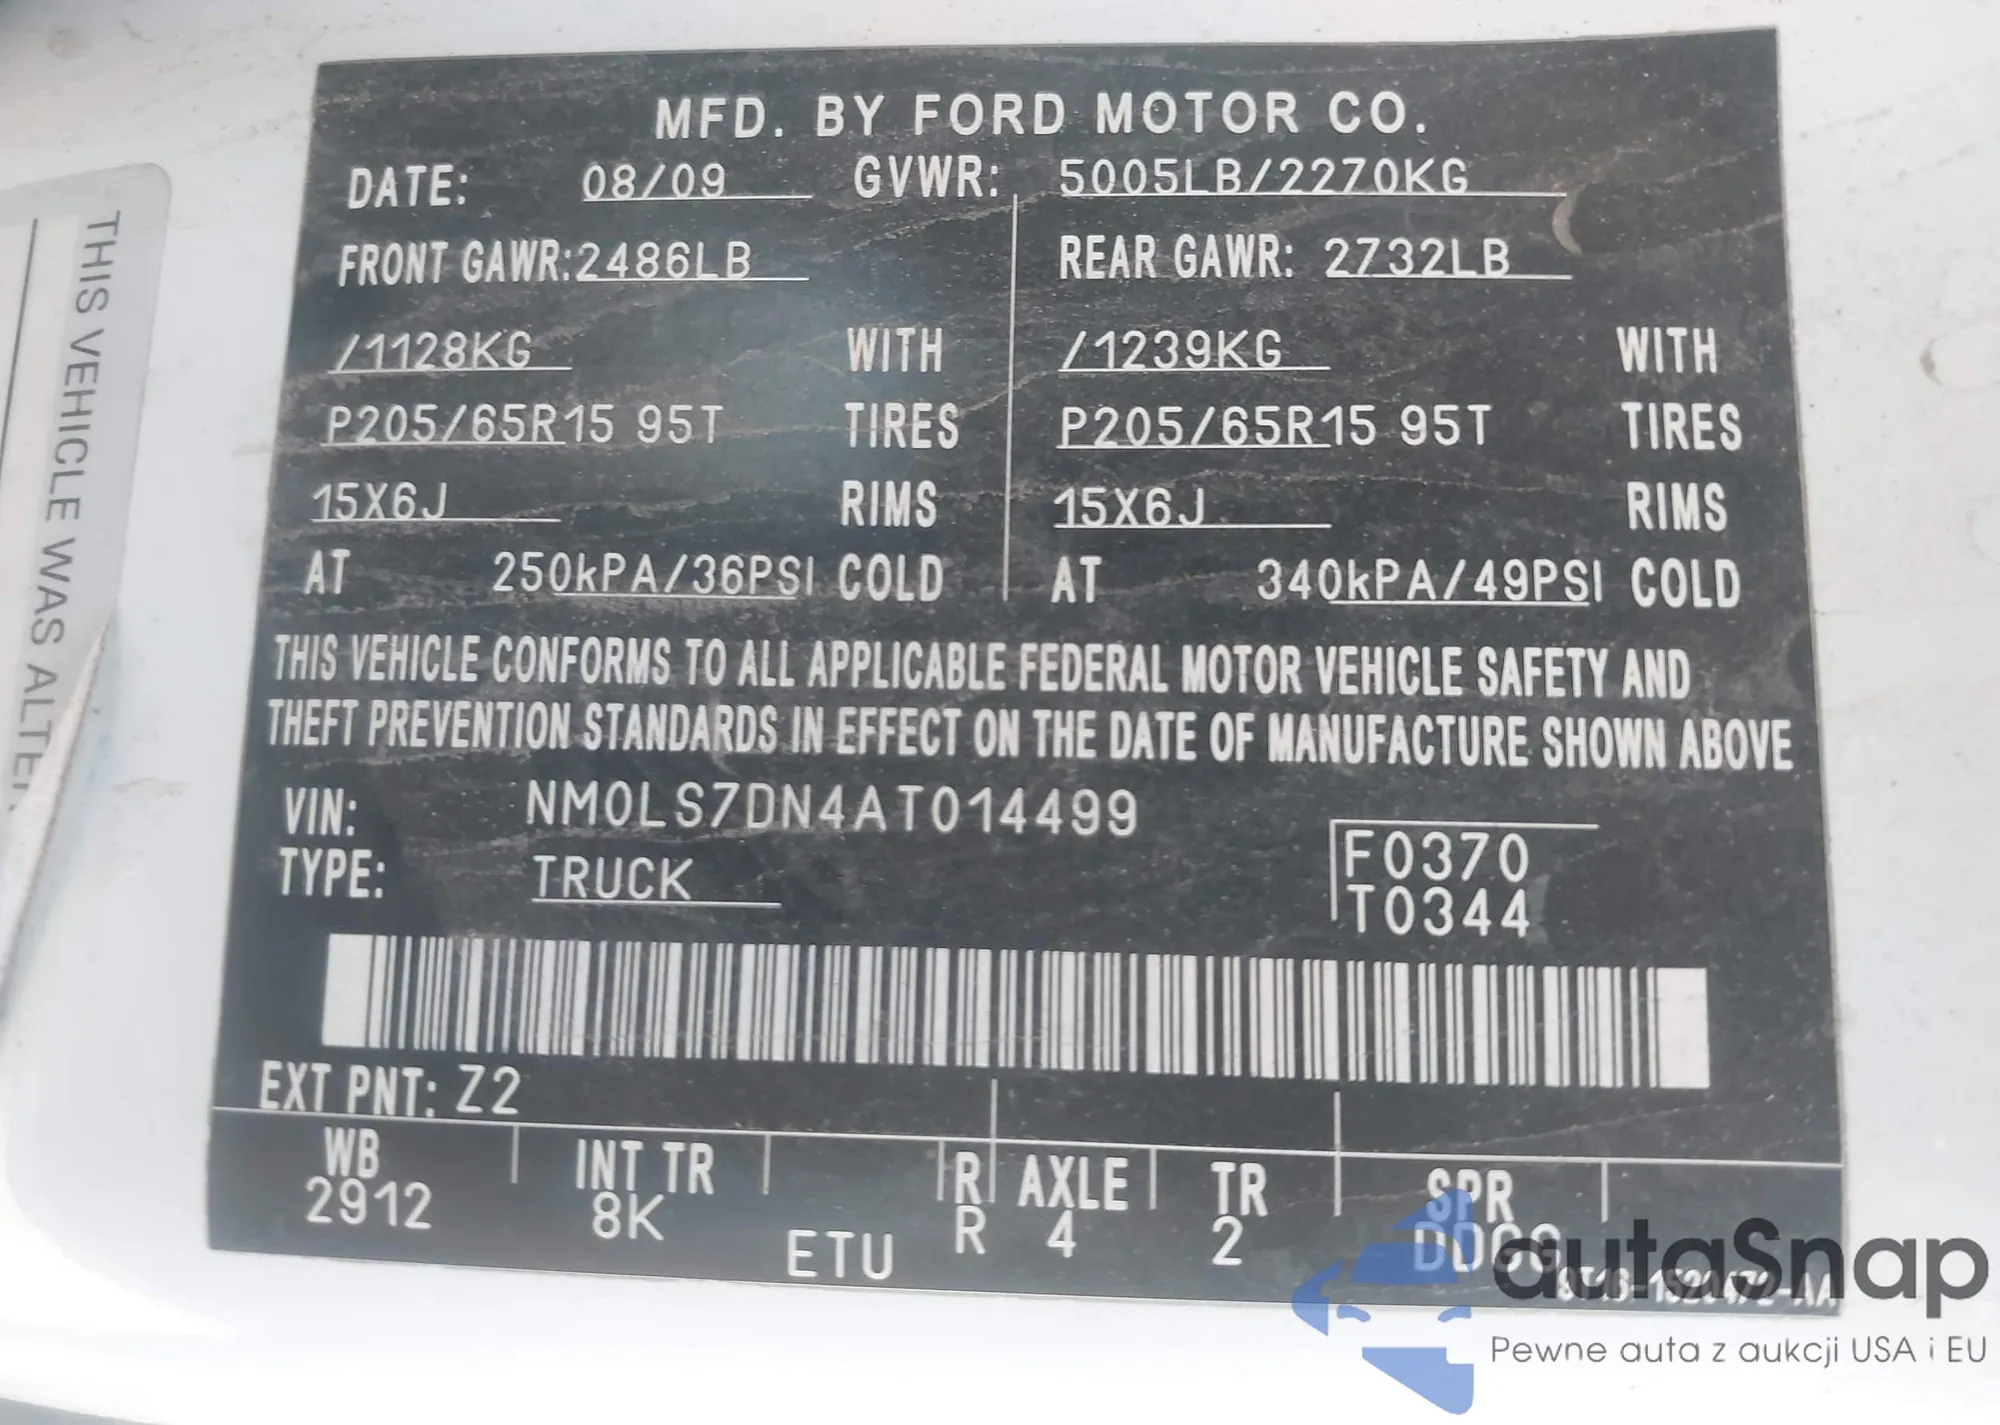 MFD. BY FORD MOTOR CO.
DATE: 08/09 GVWR: 5005LB/2270KG
FRONT GAWR:2486LB REAR GAWR: 2732LB
/1128KG WITH /1239KG WITH
P205/65R15 95T TIRES P205/65R15 95T TIRES
15X6J RIMS 15X6J RIMS
AT 250kPA/36PSI COLD AT 340kPA/49PSI COLD
THIS VEHICLE CONFORMS TO ALL APPLICABLE FEDERAL MOTOR VEHICLE SAFETY AND
THEFT PREVENTION STANDARDS IN EFFECT ON THE DATE OF MANUFACTURE SHOWN ABOVE
VIN: NM0LS7DN4AT014499
TYPE: TRUCK
F0370
T0344
EXT PNT: Z2
WB INT TR R AXLE TR SPR
2912 8K ETU R 4 2
THIS VEHICLE WAS
autaSnap
Pewne auta z aukcji USA i EU